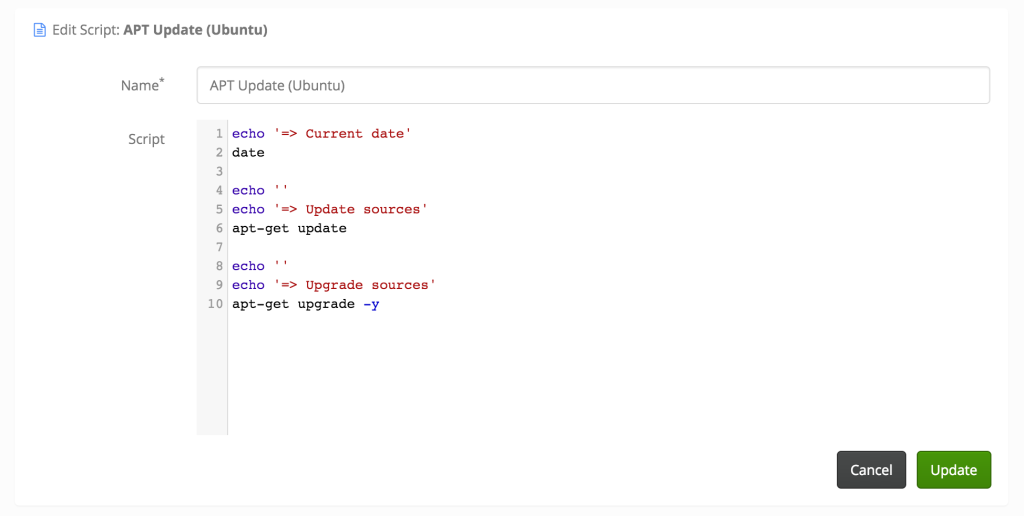 Edit Script: APT Update (Ubuntu)
Name*
APT Update (Ubuntu)
Script
1 echo '=> Current date'
2 date
3
4 echo ''
5 echo '=> Update sources'
6 apt-get update
7
8 echo ''
9 echo '=> Upgrade sources'
10 apt-get upgrade -y
Cancel Update